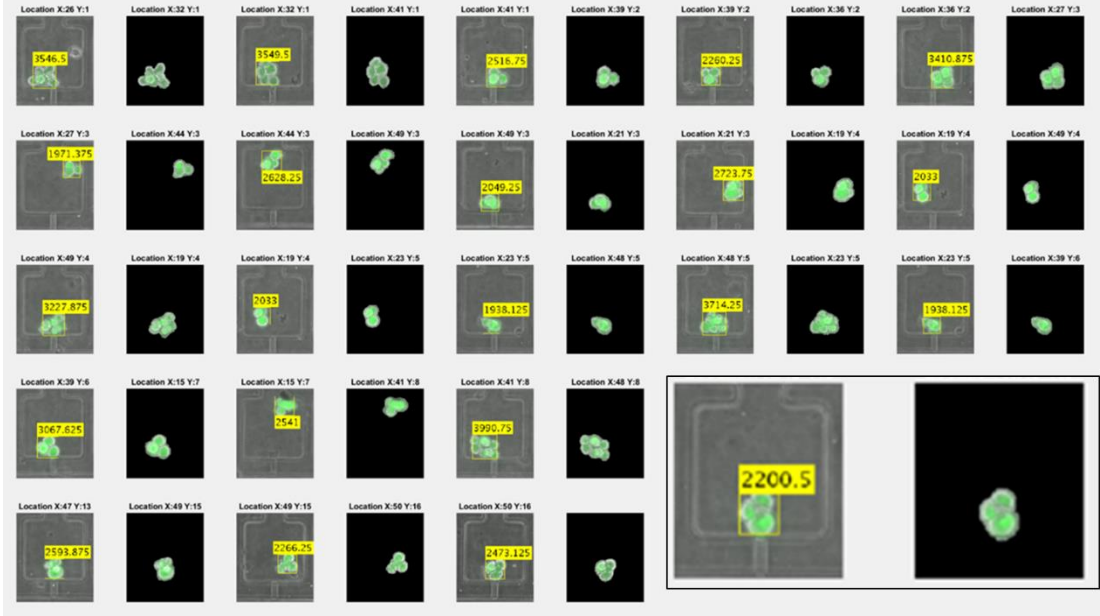 Location X:26 Y:1 Location X:32 Y:1 Location X:32 Y:1 Location X:41 Y:1 Location X:41 Y:1 Location X:39 Y:2 Location X:39 Y:2 Location X:36 Y:2 Location X:36 Y:2 Location X:27 Y:3
3546.5 3549.5 2516.75 2260.25 3410.875
Location X:27 Y:3 Location X:44 Y:3 Location X:44 Y:3 Location X:49 Y:3 Location X:49 Y:3 Location X:21 Y:3 Location X:21 Y:3 Location X:19 Y:4 Location X:19 Y:4 Location X:49 Y:4
1971.375 2628.25 2049.25 2723.75 2033
Location X:49 Y:4 Location X:19 Y:4 Location X:19 Y:4 Location X:23 Y:5 Location X:23 Y:5 Location X:48 Y:5 Location X:48 Y:5 Location X:23 Y:5 Location X:23 Y:5 Location X:39 Y:6
3227.875 2033 1938.125 3714.25 1938.125
Location X:39 Y:6 Location X:15 Y:7 Location X:15 Y:7 Location X:41 Y:8 Location X:41 Y:8 Location X:48 Y:8
3067.625 2541 3990.75
2200.5
Location X:47 Y:13 Location X:49 Y:15 Location X:49 Y:15 Location X:50 Y:16 Location X:50 Y:16
2593.875 2266.25 2473.125